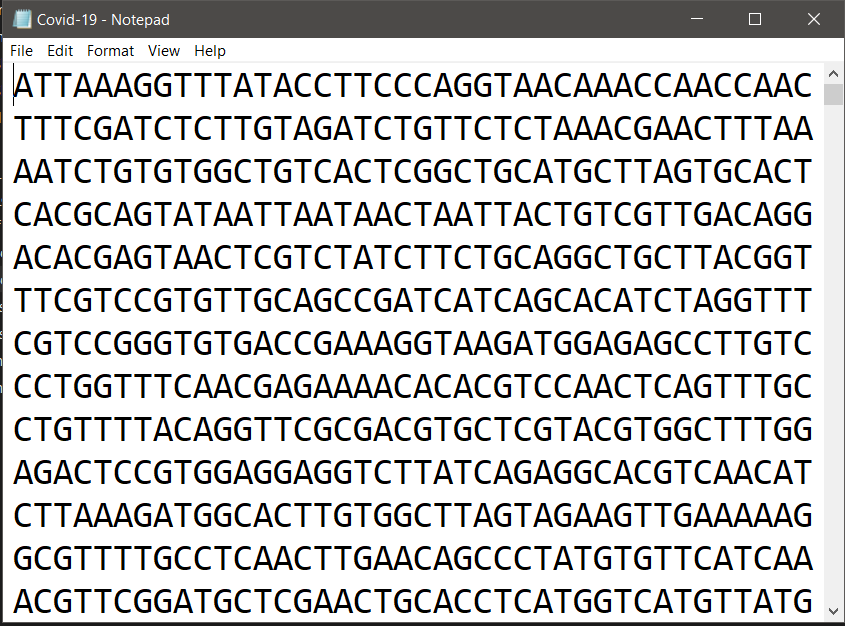 Covid-19 - Notepad
File Edit Format View Help
ATTAAAGGTTTATACCTTCCCAGGTAACAAACCAACCAAC
TTTCGATCTCTTGTAGATCTGTTCTCTAAACGAACTTTAA
AATCTGTGTGGCTGTCACTCGGCTGCATGCTTAGTGCACT
CACGCAGTATAATTAATAACTAATTACTGTCGTTGACAGG
ACACGAGTAACTCGTCTATCTTCTGCAGGCTGCTTACGGT
TTCGTCCGTGTTGCAGCCGATCATCAGCACATCTAGGTTT
CGTCCGGGTGTGACCGAAAGGTAAGATGGAGAGCCTTGTC
CCTGGTTTCAACGAGAAAACACACGTCCAACTCAGTTTGC
CTGTTTTACAGGTTCGCGACGTGCTCGTACGTGGCTTTGG
AGACTCCGTGGAGGAGGTCTTATCAGAGGCACGTCAACAT
CTTAAAGATGGCACTTGTGGCTTAGTAGAAGTTGAAAAAG
GCGTTTTGCCTCAACTTGAACAGCCCTATGTGTTCATCAA
ACGTTCGGATGCTCGAACTGCACCTCATGGTCATGTTATG